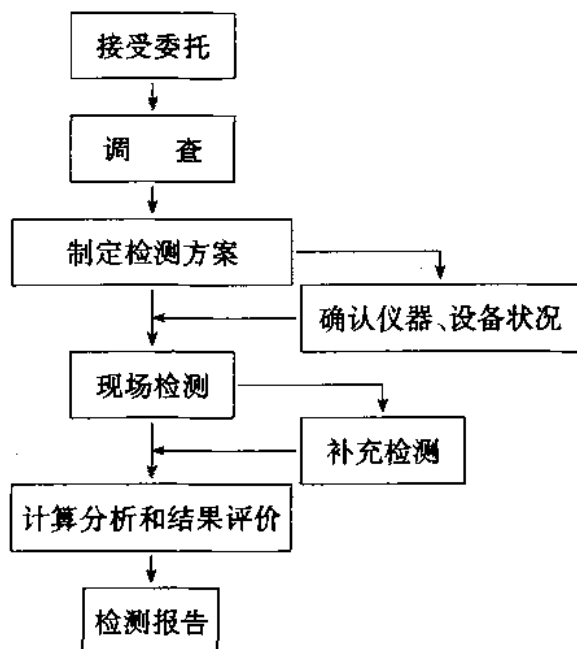 接受委托
调 查
制定检测方案
确认仪器、设备状况
现场检测
补充检测
计算分析和结果评价
检测报告